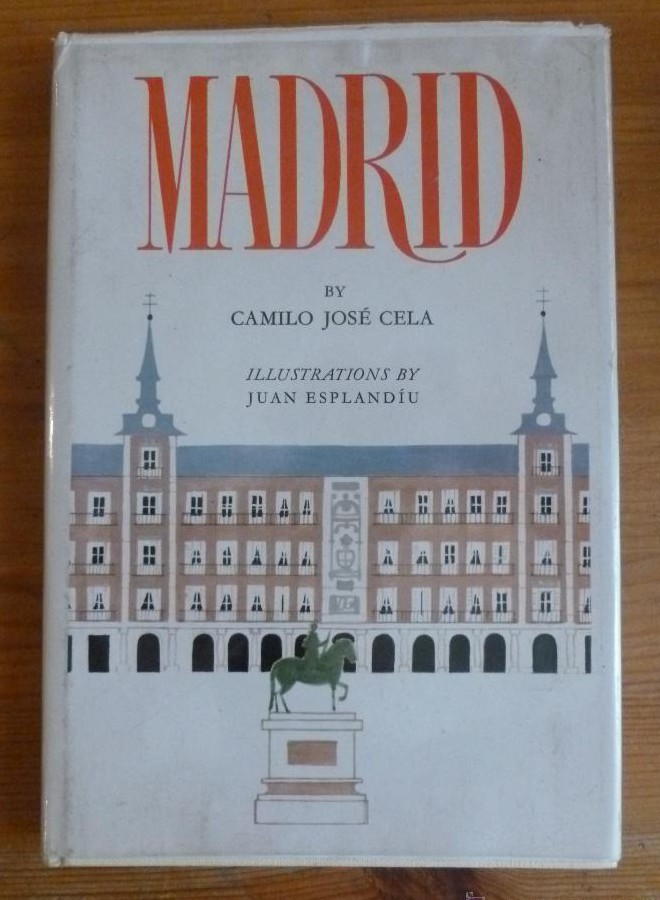 MADRID
BY
CAMILO JOSÉ CELA
ILLUSTRATIONS BY
JUAN ESPLANDÍU